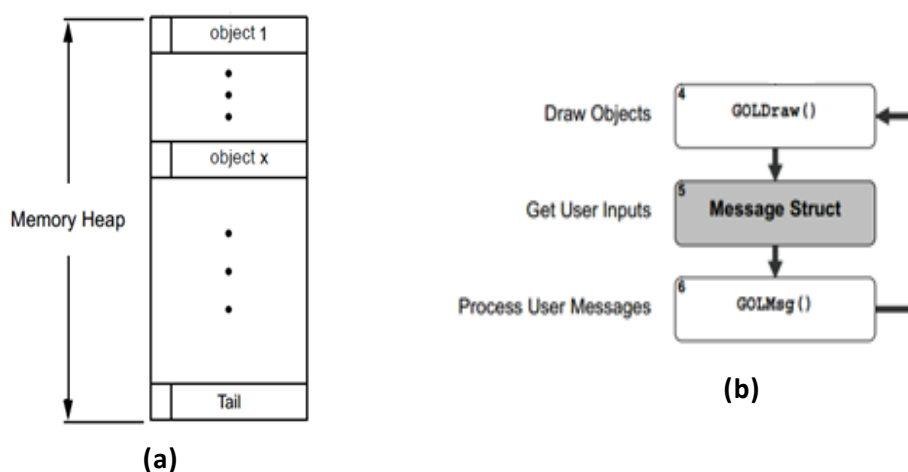 object 1
object x
Memory Heap
Tail
(a)
4
Draw Objects
GOLDraw()
5
Get User Inputs
Message Struct
6
Process User Messages
GOLMsg()
(b)